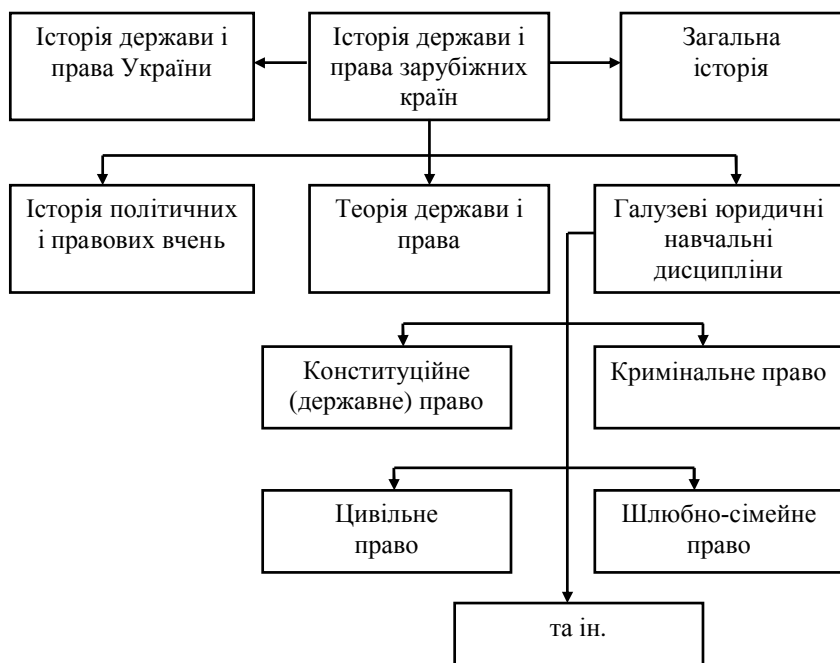 Історія держави і
права України
Історія держави і
права зарубіжних
країн
Загальна
історія
Історія політичних
і правових вчень
Теорія держави і
права
Галузеві юридичні
навчальні
дисципліни
Конституційне
(державне) право
Кримінальне право
Цивільне
право
Шлюбно-сімейне
право
та ін.